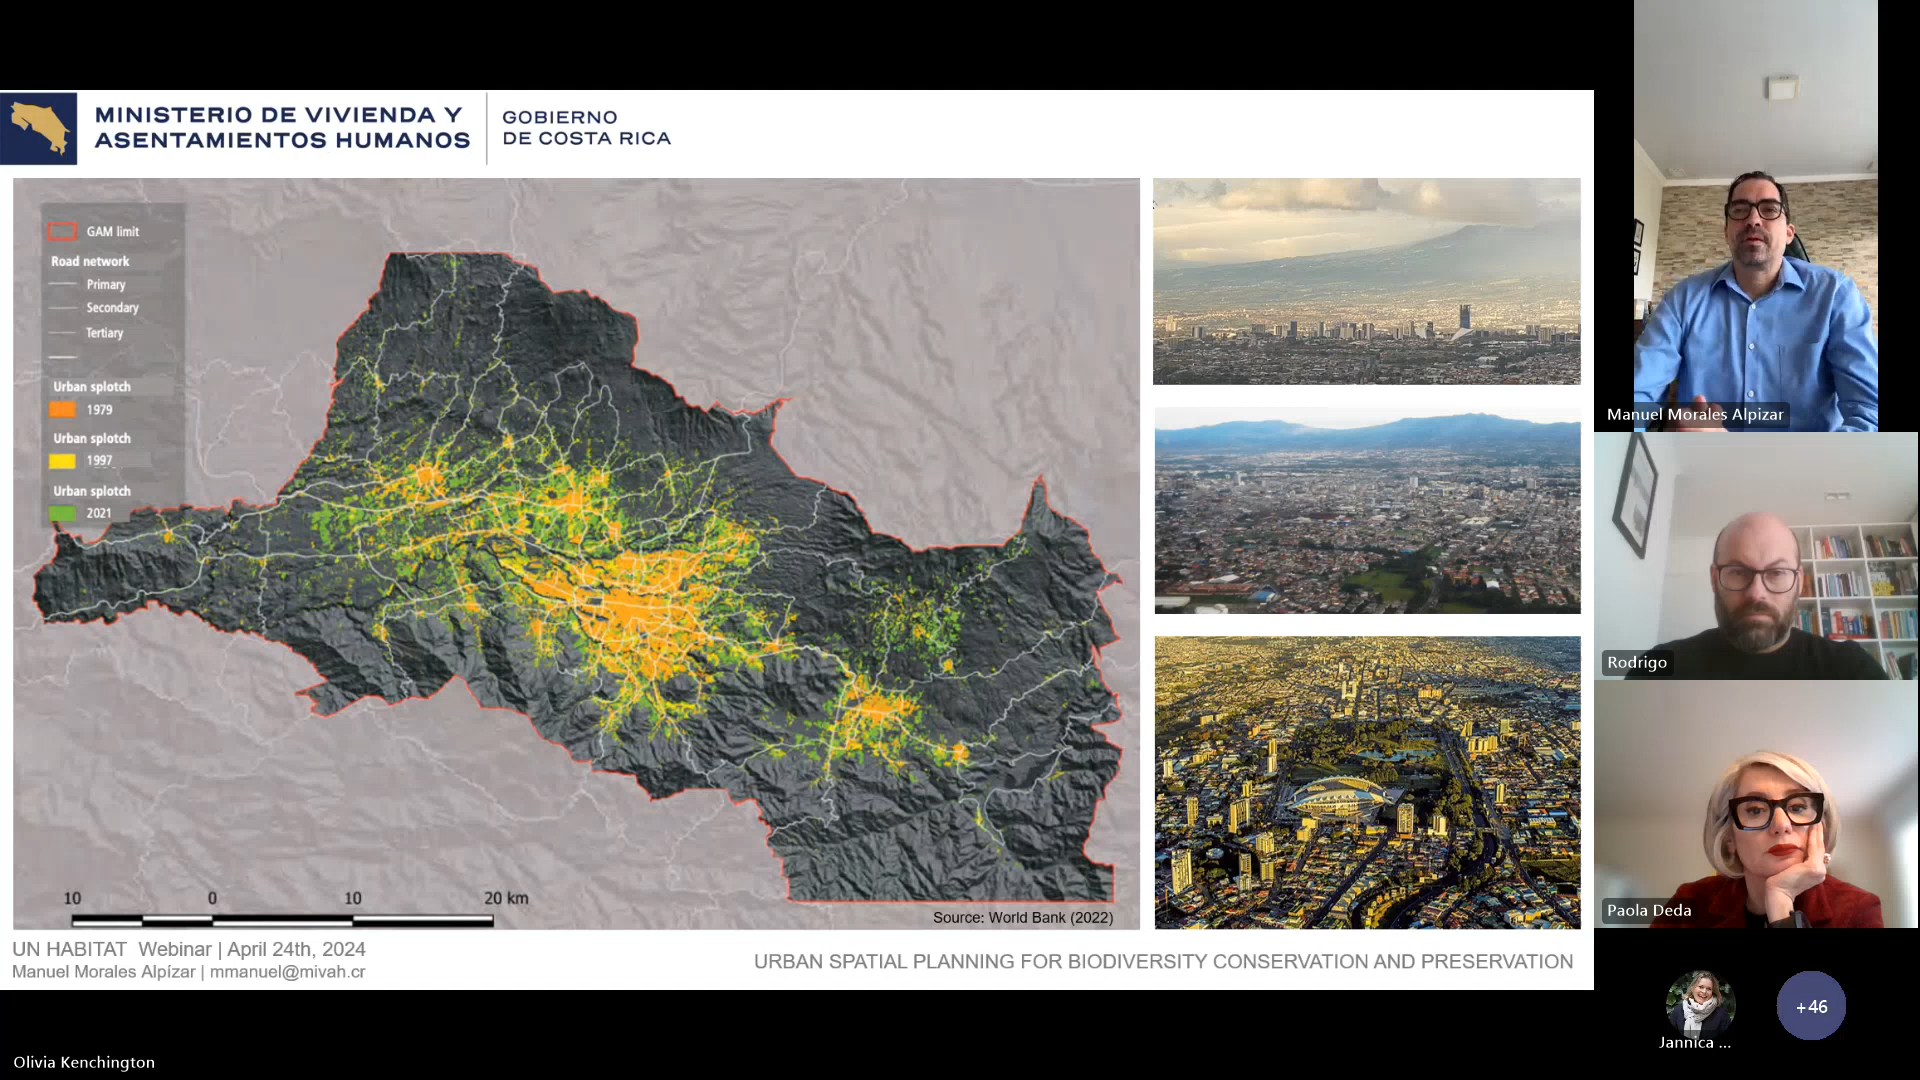 MINISTERIO DE VIVIENDA Y
ASENTAMIENTOS HUMANOS
GOBIERNO
DE COSTA RICA
GAM limit
Road network
Primary
Secondary
Tertiary
Urban splotch
1979
Urban splotch
1997
Urban splotch
2021
10 0 10 20 km
Source: World Bank (2022)
UN HABITAT Webinar | April 24th, 2024
Manuel Morales Alpízar | mmanuel@mivah.cr
URBAN SPATIAL PLANNING FOR BIODIVERSITY CONSERVATION AND PRESERVATION
Manuel Morales Alpizar
Rodrigo
Paola Deda
Jannica ...
+46
Olivia Kenchington